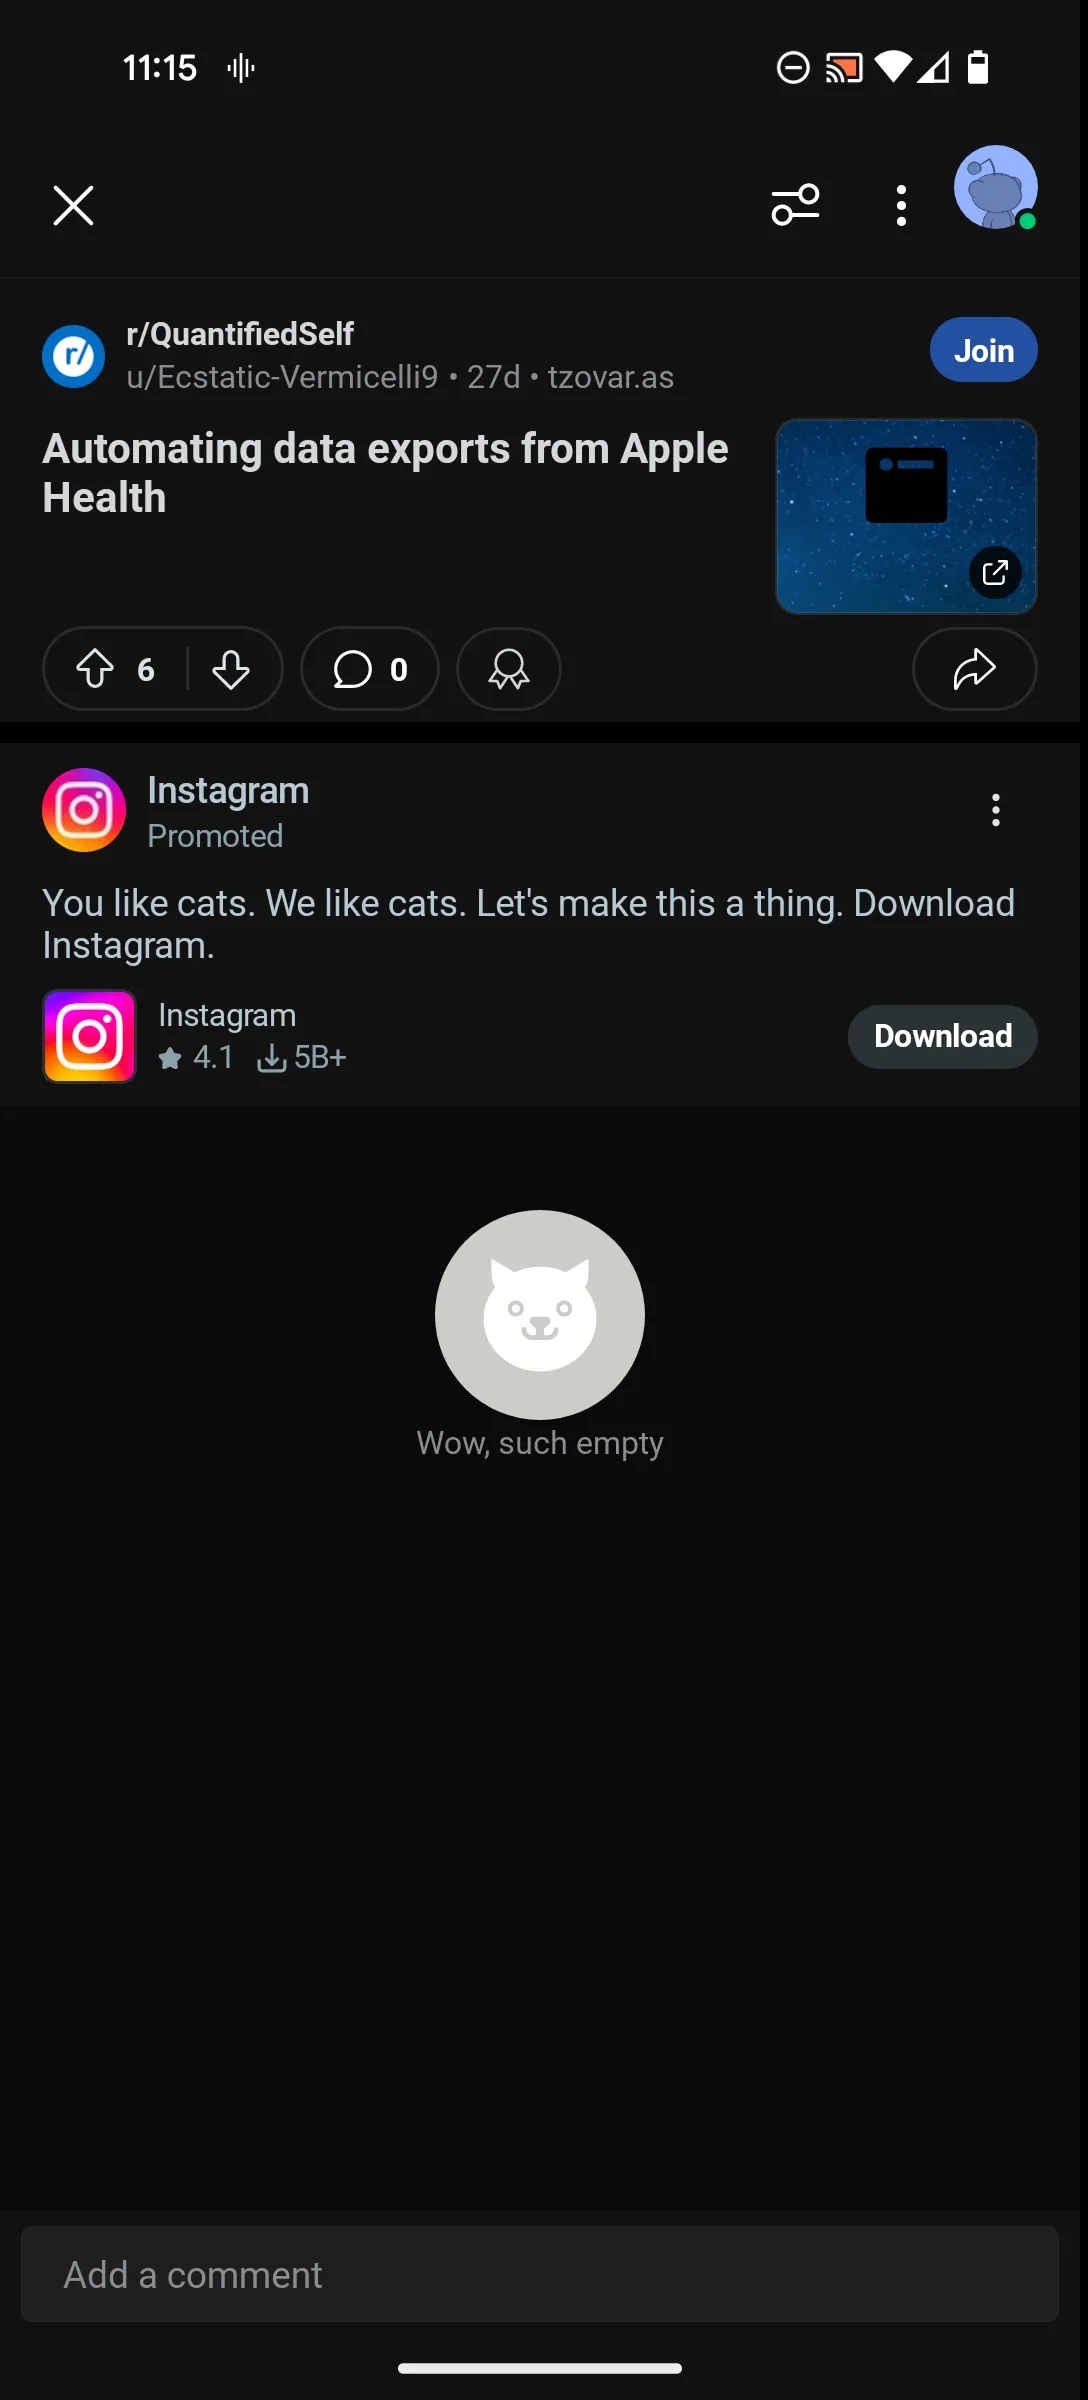 11:15
r/QuantifiedSelf
u/Ecstatic-Vermicelli9 • 27d • tzovar.as
Join
Automating data exports from Apple
Health
6
0
Instagram
Promoted
You like cats. We like cats. Let's make this a thing. Download
Instagram.
Instagram
4.1 5B+
Download
Wow, such empty
Add a comment